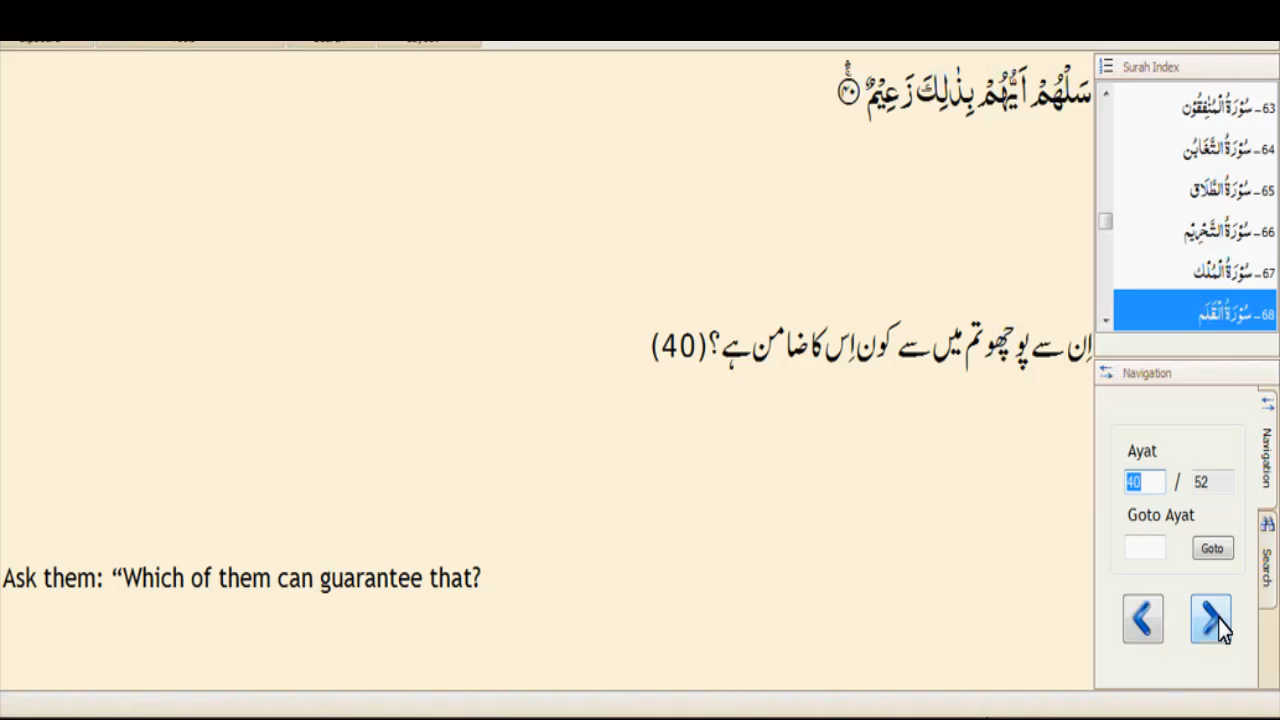 سَلْهُمْ اَيُّهُمْ بِذٰلِكَ زَعِيْمٌ ۴۰
اِن سے پوچھو تم میں سے کون اِس کا ضامن ہے؟ (40)
Ask them: “Which of them can guarantee that?
Surah Index
63- سُوْرَةُ الْمُنٰفِقُوْن
64- سُوْرَةُ التَّغَابُن
65- سُوْرَةُ الطَّلَاق
66- سُوْرَةُ التَّحْرِيْم
67- سُوْرَةُ الْمُلْك
68- سُوْرَةُ الْقَلَم
Navigation
Ayat
40 / 52
Goto Ayat
Goto
Navigation
Search